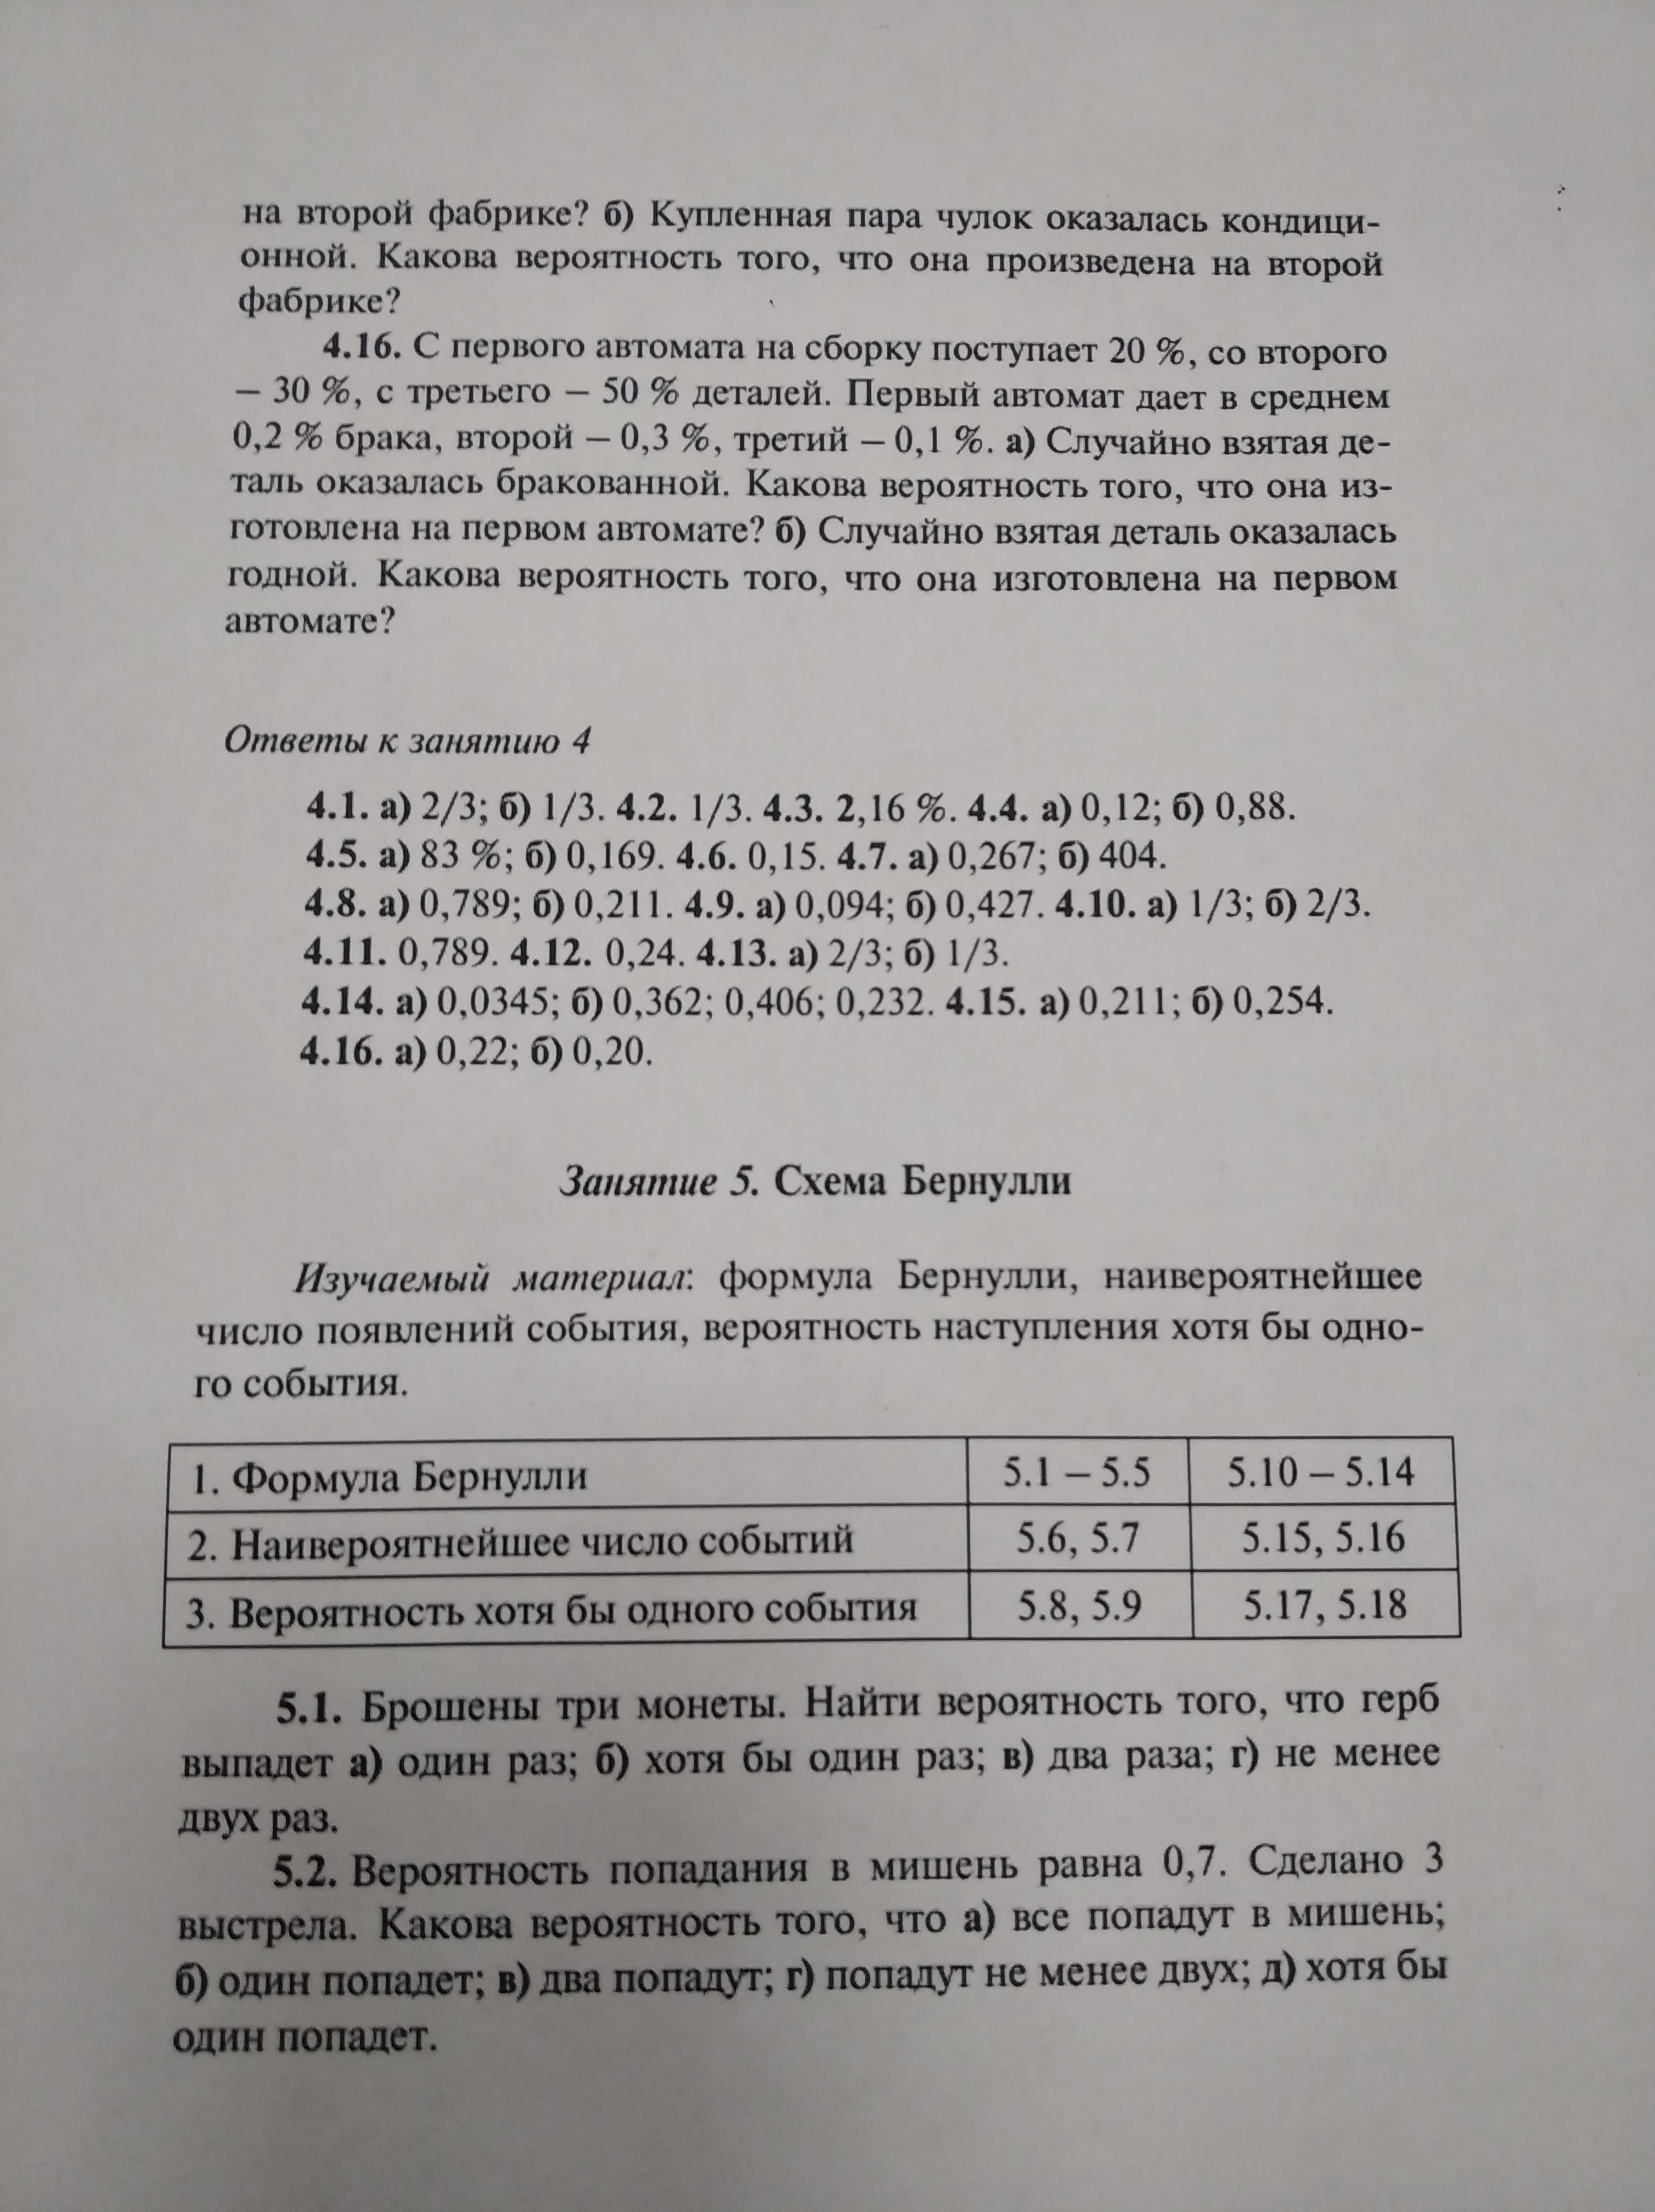 на второй фабрике? б) Купленная пара чулок оказалась кондици-
онной. Какова вероятность того, что она произведена на второй
фабрике?
4.16. С первого автомата на сборку поступает 20 %, со второго
– 30 %, с третьего – 50 % деталей. Первый автомат дает в среднем
0,2 % брака, второй – 0,3 %, третий – 0,1 %. а) Случайно взятая де-
таль оказалась бракованной. Какова вероятность того, что она из-
готовлена на первом автомате? б) Случайно взятая деталь оказалась
годной. Какова вероятность того, что она изготовлена на первом
автомате?
Ответы к занятию 4
4.1. а) 2/3; б) 1/3. 4.2. 1/3. 4.3. 2,16 %. 4.4. а) 0,12; б) 0,88.
4.5. а) 83 %; б) 0,169. 4.6. 0,15. 4.7. а) 0,267; б) 404.
4.8. а) 0,789; б) 0,211. 4.9. а) 0,094; б) 0,427. 4.10. а) 1/3; б) 2/3.
4.11. 0,789. 4.12. 0,24. 4.13. а) 2/3; б) 1/3.
4.14. а) 0,0345; б) 0,362; 0,406; 0,232. 4.15. а) 0,211; б) 0,254.
4.16. а) 0,22; б) 0,20.
Занятие 5. Схема Бернулли
Изучаемый материал: формула Бернулли, наивероятнейшее
число появлений события, вероятность наступления хотя бы одно-
го события.
1. Формула Бернулли 5.1 – 5.5 5.10 – 5.14
2. Наивероятнейшее число событий 5.6, 5.7 5.15, 5.16
3. Вероятность хотя бы одного события 5.8, 5.9 5.17, 5.18
5.1. Брошены три монеты. Найти вероятность того, что герб
выпадет а) один раз; б) хотя бы один раз; в) два раза; г) не менее
двух раз.
5.2. Вероятность попадания в мишень равна 0,7. Сделано 3
выстрела. Какова вероятность того, что а) все попадут в мишень;
б) один попадет; в) два попадут; г) попадут не менее двух; д) хотя бы
один попадет.